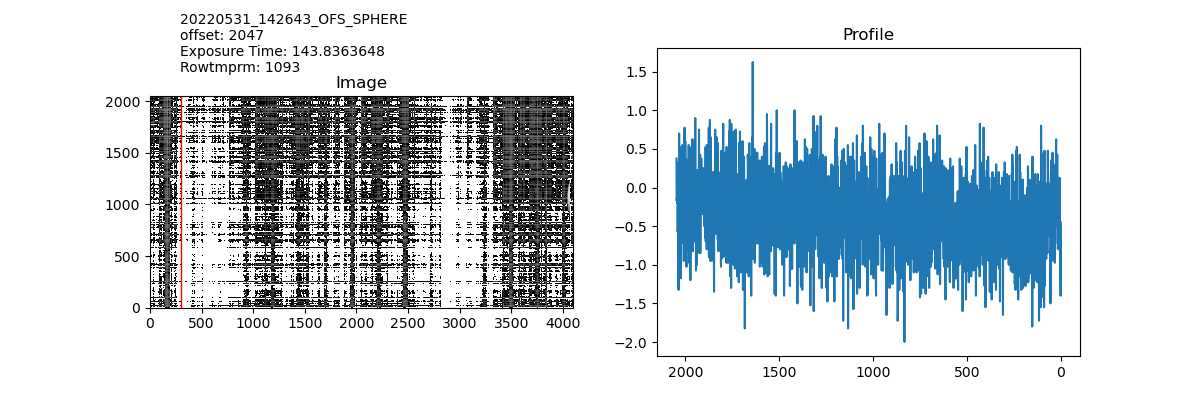 20220531_142643_OFS_SPHERE
offset: 2047
Exposure Time: 143.8363648
Rowtmprm: 1093
Image
2000
1500
1000
500
0
0 500 1000 1500 2000 2500 3000 3500 4000
Profile
1.5
1.0
0.5
0.0
−0.5
−1.0
−1.5
−2.0
2000 1500 1000 500 0